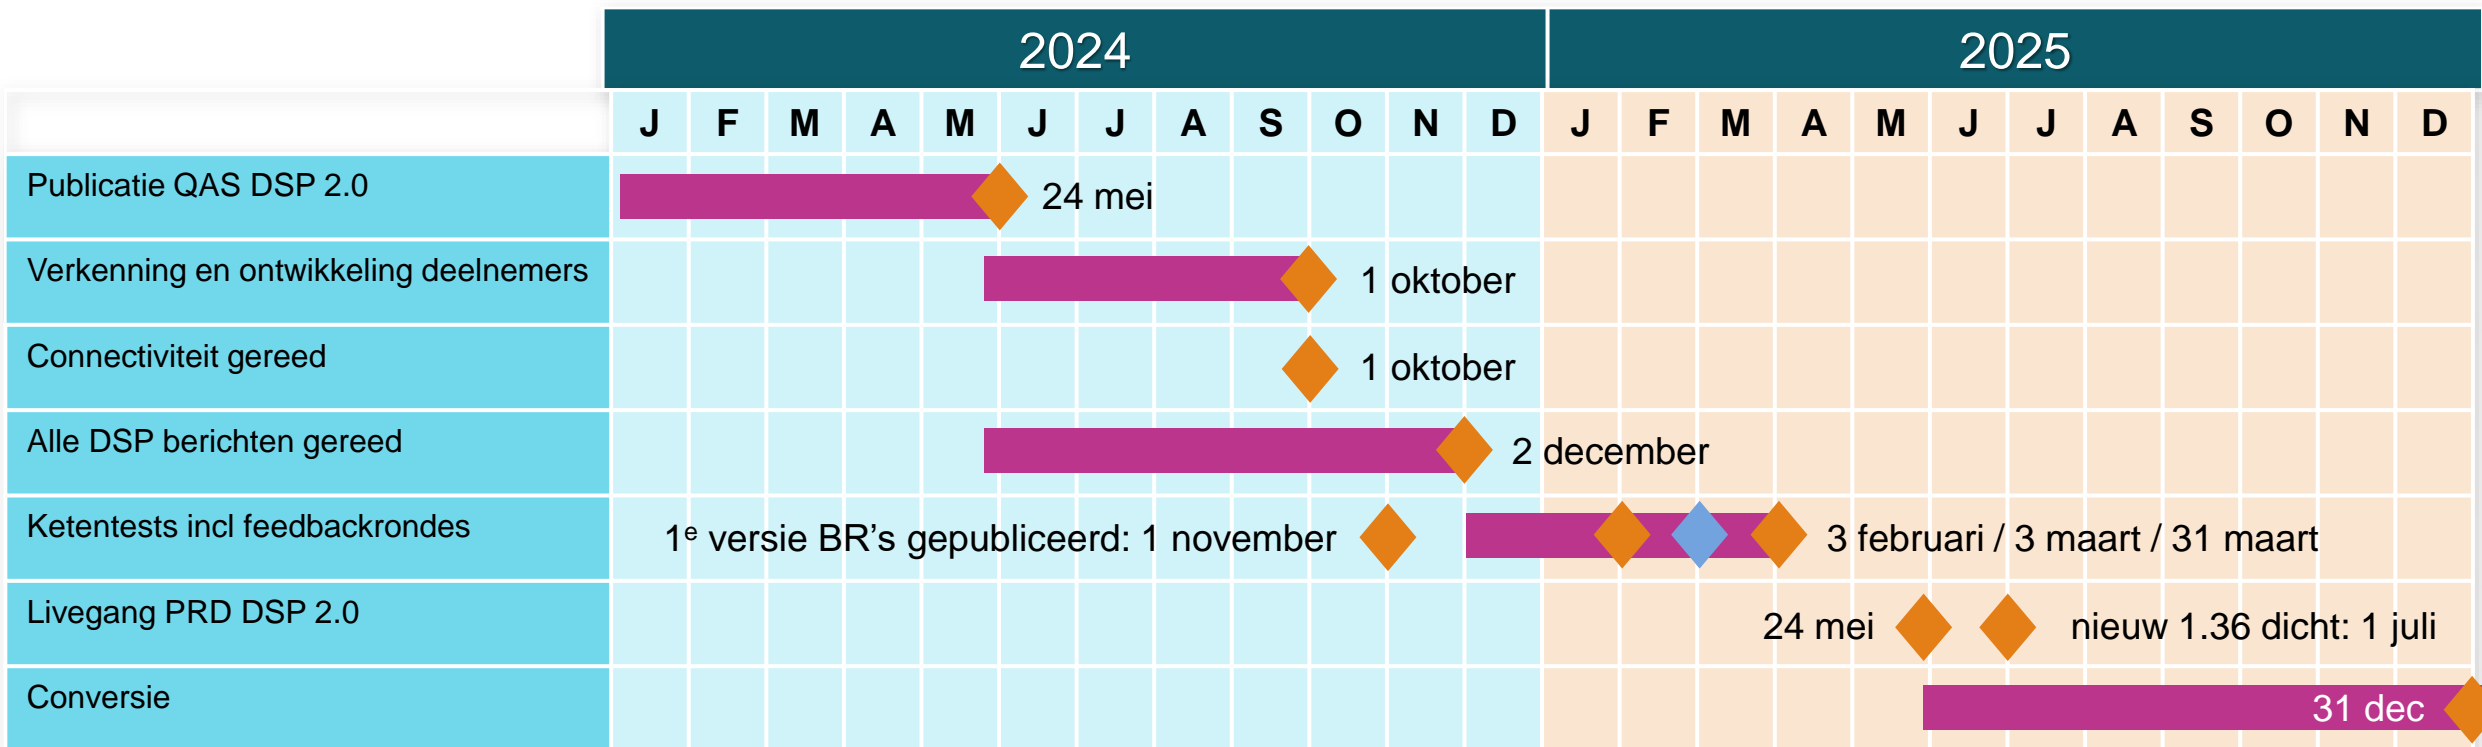 2024 2025
J F M A M J J A S O N D J F M A M J J A S O N D
Publicatie QAS DSP 2.0 24 mei
Verkenning en ontwikkeling deelnemers 1 oktober
Connectiviteit gereed 1 oktober
Alle DSP berichten gereed 2 december
Ketentests incl feedbackrondes 1e versie BR’s gepubliceerd: 1 november 3 februari / 3 maart / 31 maart
Livegang PRD DSP 2.0 24 mei nieuw 1.36 dicht: 1 juli
Conversie 31 dec